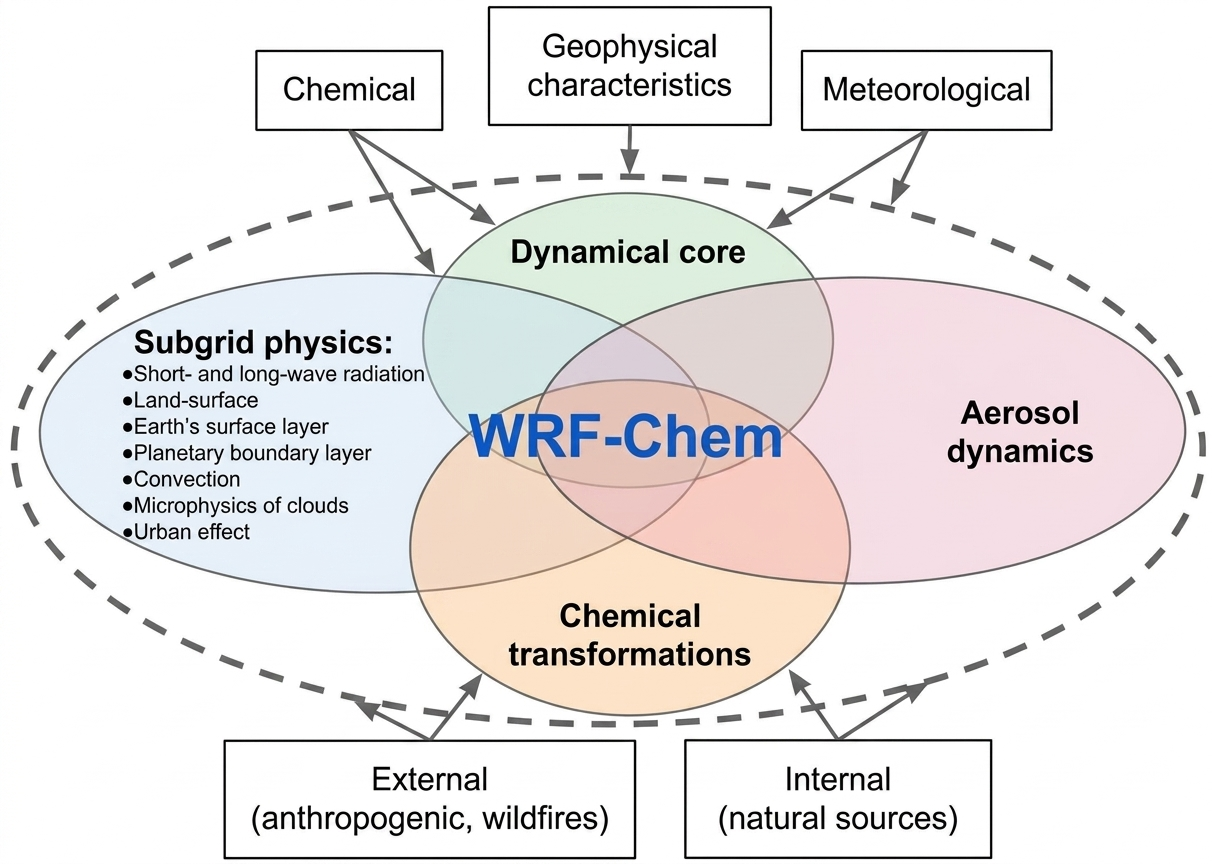 Geophysical
characteristics
Chemical
Meteorological
Dynamical core
Subgrid physics:
●Short- and long-wave radiation
●Land-surface
●Earth's surface layer
●Planetary boundary layer
●Convection
●Microphysics of clouds
●Urban effect
WRF-Chem
Aerosol
dynamics
Chemical
transformations
External
(anthropogenic, wildfires)
Internal
(natural sources)